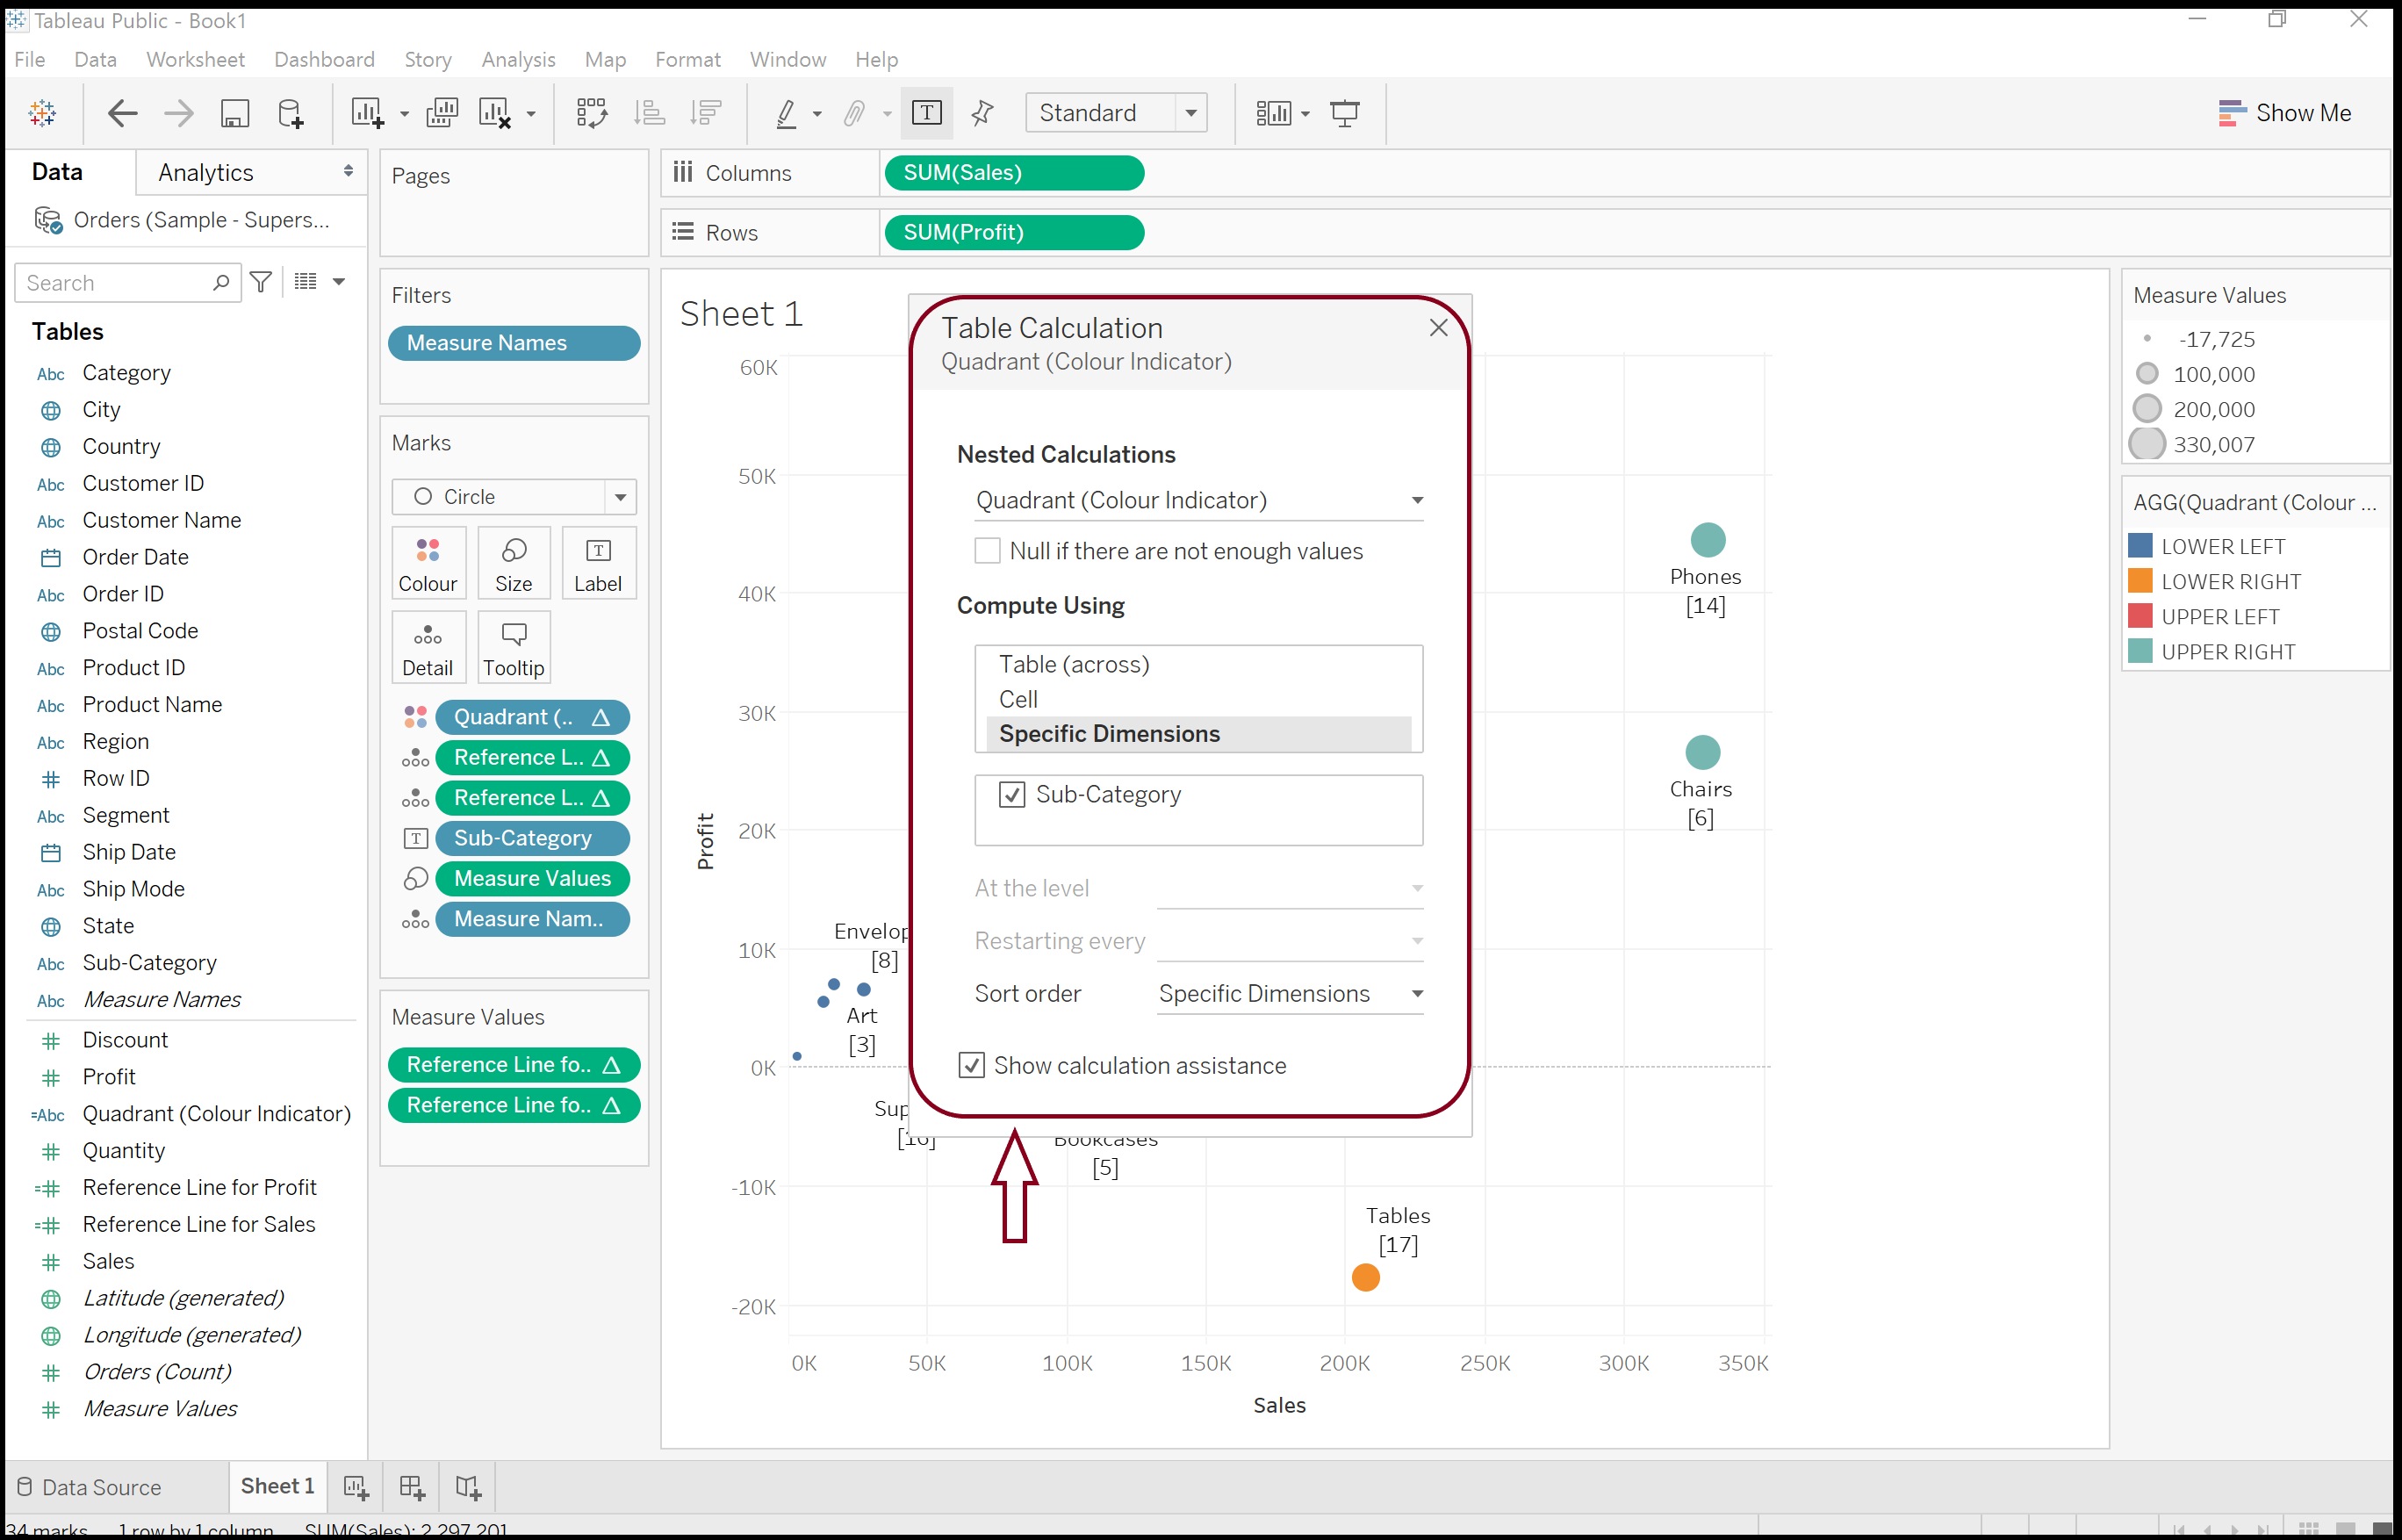 Tableau Public - Book1
File Data Worksheet Dashboard Story Analysis Map Format Window Help
Standard
Show Me
Data
Analytics
Orders (Sample - Supers...
Search
Tables
Abc Category
City
Country
Abc Customer ID
Abc Customer Name
Order Date
Abc Order ID
Postal Code
Abc Product ID
Abc Product Name
Abc Region
Row ID
Abc Segment
Ship Date
Abc Ship Mode
State
Abc Sub-Category
Abc Measure Names
Discount
Profit
=Abc Quadrant (Colour Indicator)
Quantity
Reference Line for Profit
Reference Line for Sales
Sales
Latitude (generated)
Longitude (generated)
Orders (Count)
Measure Values
Pages
Filters
Measure Names
Marks
Circle
Colour Size Label
Detail Tooltip
Quadrant (..
Reference L..
Reference L..
Sub-Category
Measure Values
Measure Nam..
Measure Values
Reference Line fo..
Reference Line fo..
Columns SUM(Sales)
Rows SUM(Profit)
Sheet 1
60K
50K
40K
30K
20K
10K
0K
-10K
-20K
Profit
0K 50K 100K 150K 200K 250K 300K 350K
Sales
Phones
[14]
Chairs
[6]
Envelop
[8]
Art
[3]
Sup
[16]
Bookcases
[5]
Tables
[17]
Table Calculation
Quadrant (Colour Indicator)
Nested Calculations
Quadrant (Colour Indicator)
Null if there are not enough values
Compute Using
Table (across)
Cell
Specific Dimensions
Sub-Category
At the level
Restarting every
Sort order Specific Dimensions
Show calculation assistance
Measure Values
-17,725
100,000
200,000
330,007
AGG(Quadrant (Colour ...
LOWER LEFT
LOWER RIGHT
UPPER LEFT
UPPER RIGHT
Data Source
Sheet 1
34 marks 1 row by 1 column SUM(Sales): 2,297,201